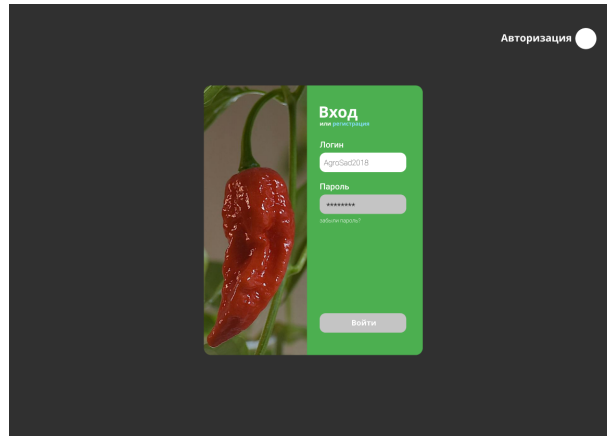 Авторизация
Вход
или регистрация
Логин
AgroSad2018
Пароль
********
забыли пароль?
Войти